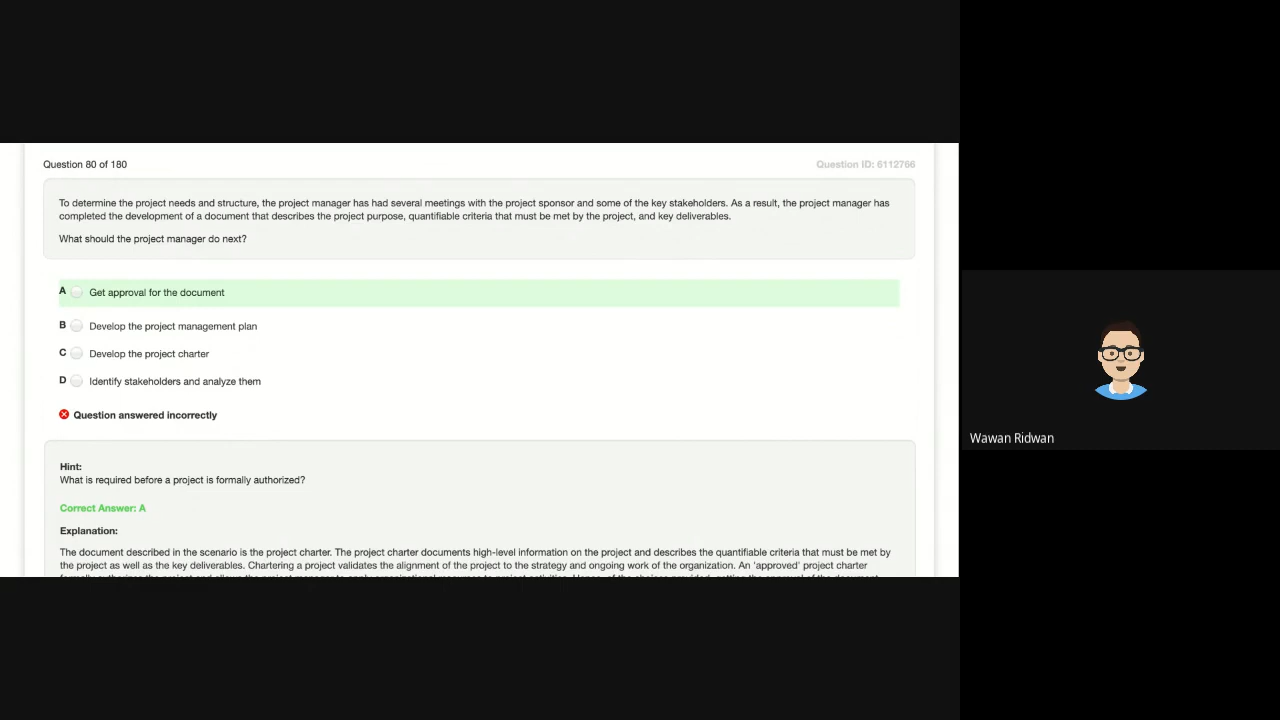 Question 80 of 180
Question ID: 6112766
To determine the project needs and structure, the project manager has had several meetings with the project sponsor and some of the key stakeholders. As a result, the project manager has
completed the development of a document that describes the project purpose, quantifiable criteria that must be met by the project, and key deliverables.
What should the project manager do next?
A Get approval for the document
B Develop the project management plan
C Develop the project charter
D Identify stakeholders and analyze them
Question answered incorrectly
Hint:
What is required before a project is formally authorized?
Correct Answer: A
Explanation:
The document described in the scenario is the project charter. The project charter documents high-level information on the project and describes the quantifiable criteria that must be met by
the project as well as the key deliverables. Chartering a project validates the alignment of the project to the strategy and ongoing work of the organization. An 'approved' project charter
Wawan Ridwan